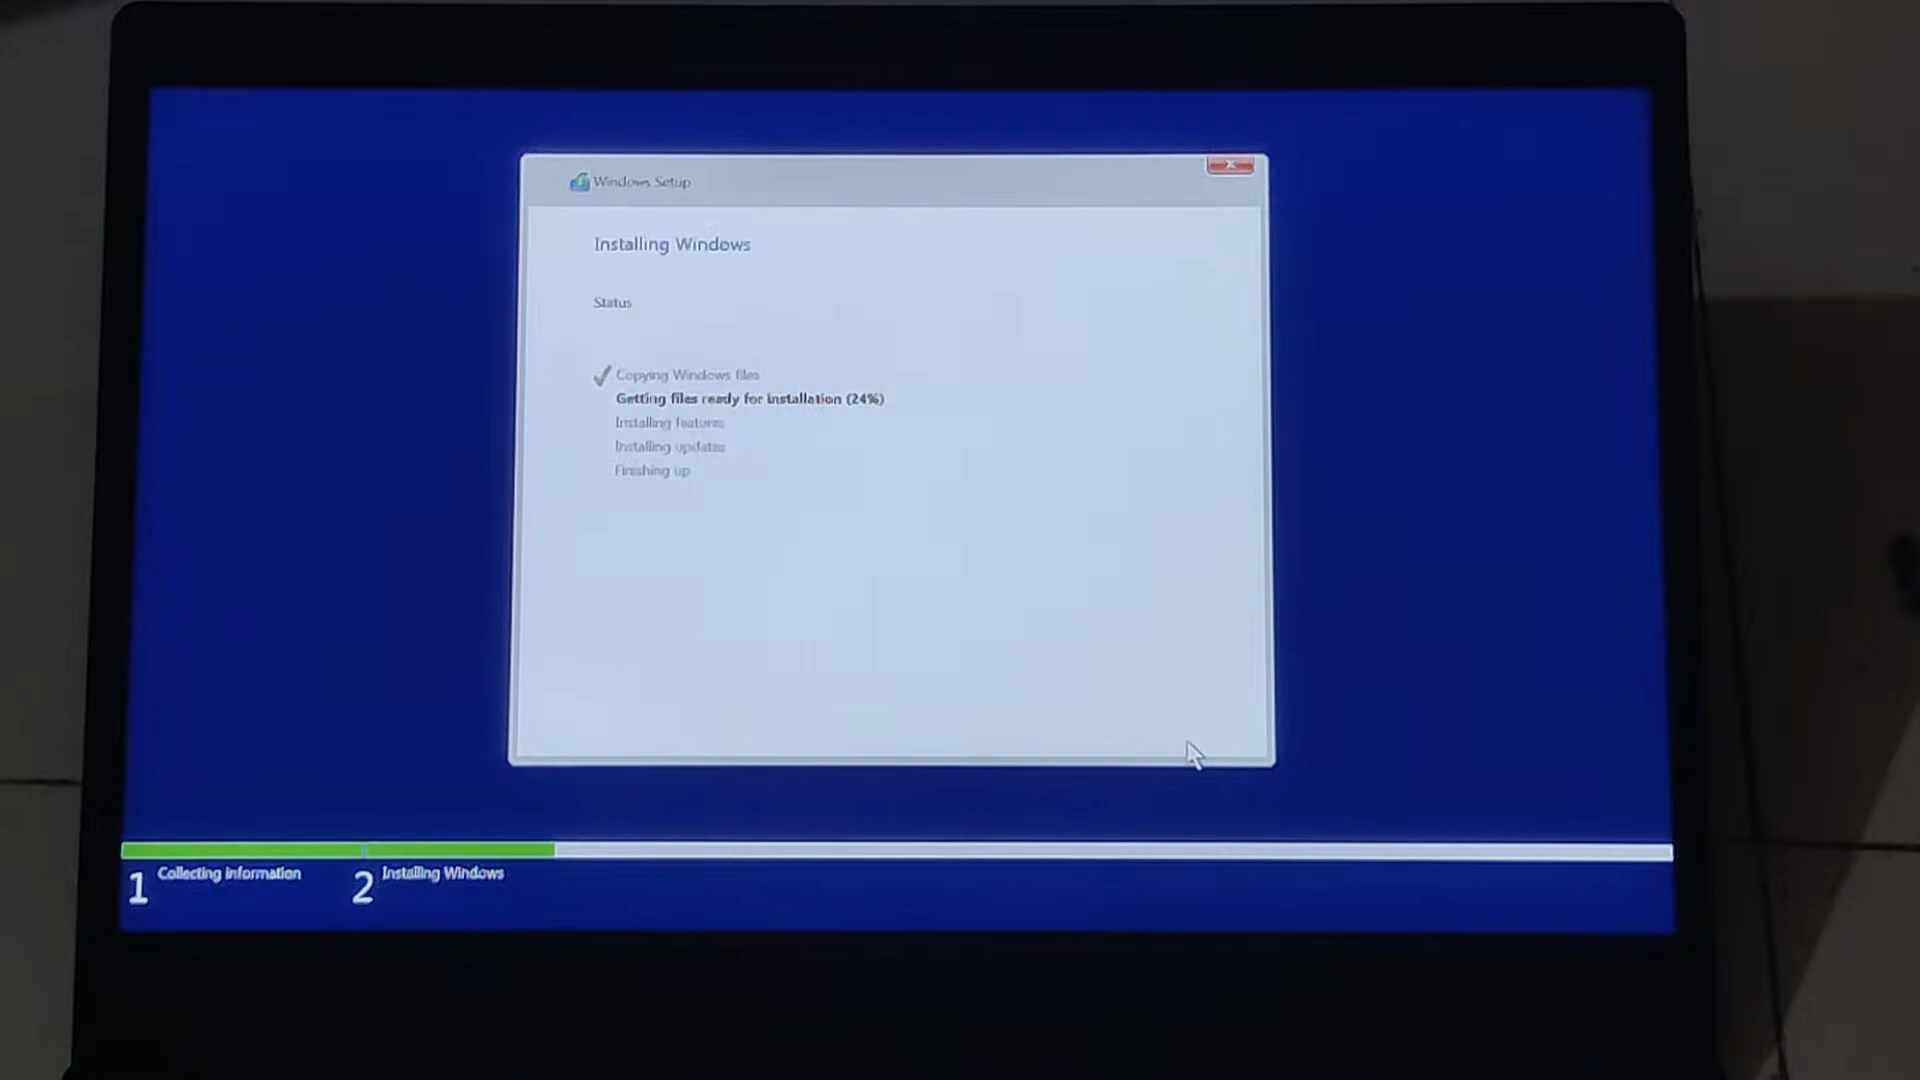 Windows Setup
Installing Windows
Status
Copying Windows files
Getting files ready for installation (24%)
Installing features
Installing updates
Finishing up
1 Collecting information
2 Installing Windows